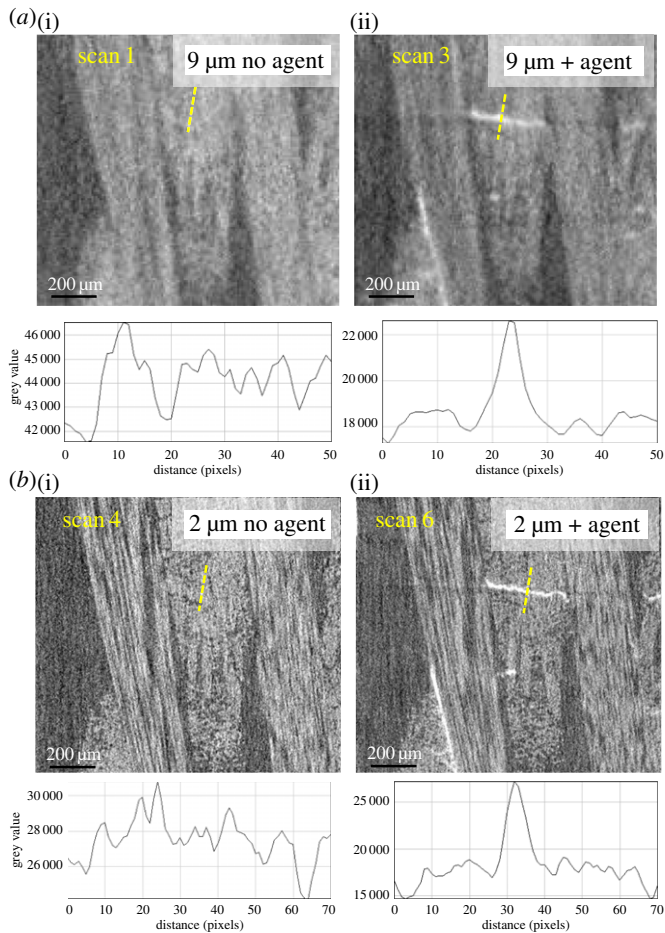 (a) (i) (ii)
scan 1 9 µm no agent scan 3 9 µm + agent
200 µm 200 µm
46 000
45 000
44 000
43 000
42 000
grey value
0 10 20 30 40 50
distance (pixels)
22 000
20 000
18 000
0 10 20 30 40 50
distance (pixels)
(b) (i) (ii)
scan 4 2 µm no agent scan 6 2 µm + agent
200 µm 200 µm
30 000
28 000
26 000
grey value
0 10 20 30 40 50 60 70
distance (pixels)
25 000
20 000
15 000
0 10 20 30 40 50 60 70
distance (pixels)